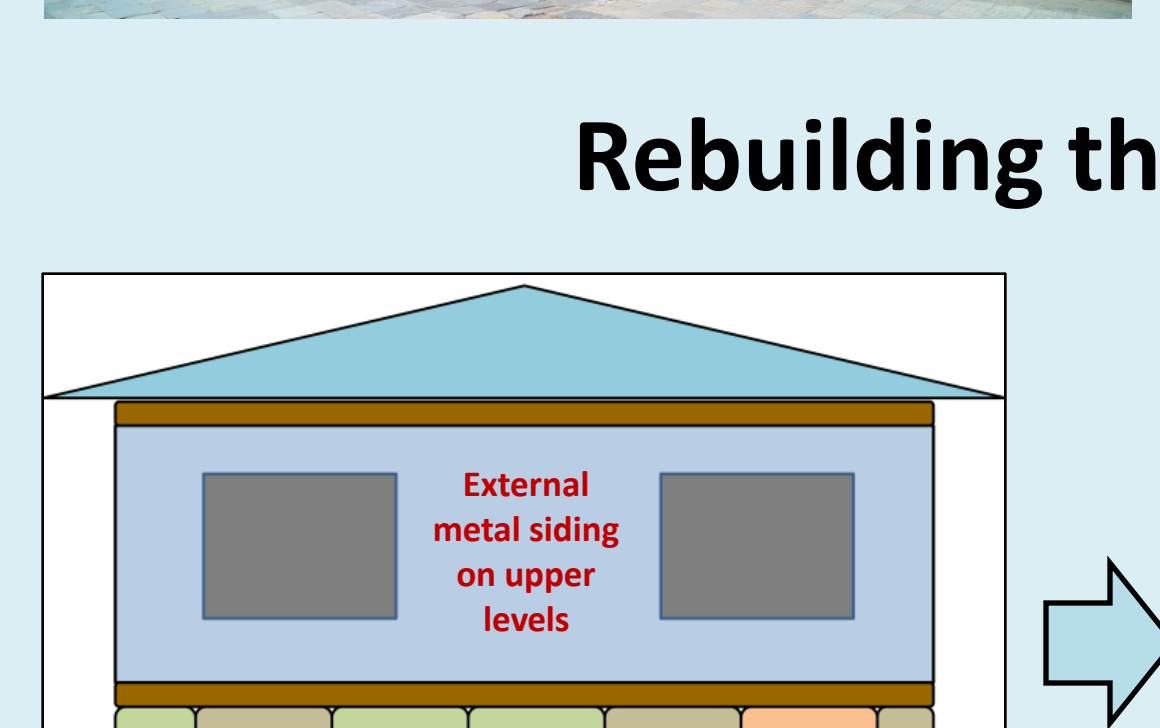 Rebuilding th
External
metal siding
on upper
levels